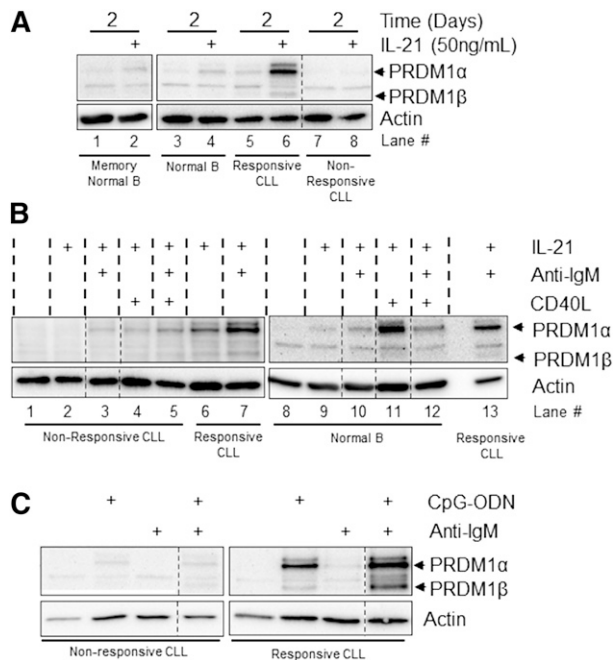 A
2 2 2 2 Time (Days)
+ + + + IL-21 (50ng/mL)
PRDM1α
PRDM1β
Actin
1 2 3 4 5 6 7 8 Lane #
Memory Normal B
Normal B
Responsive CLL
Non-Responsive CLL
B
+ + + + + + + + + + + IL-21
+ + + + + + Anti-IgM
+ + + + CD40L
PRDM1α
PRDM1β
Actin
1 2 3 4 5 6 7 8 9 10 11 12 13 Lane #
Non-Responsive CLL
Responsive CLL
Normal B
Responsive CLL
C
+ + + + CpG-ODN
+ + + + Anti-IgM
PRDM1α
PRDM1β
Actin
Non-responsive CLL
Responsive CLL